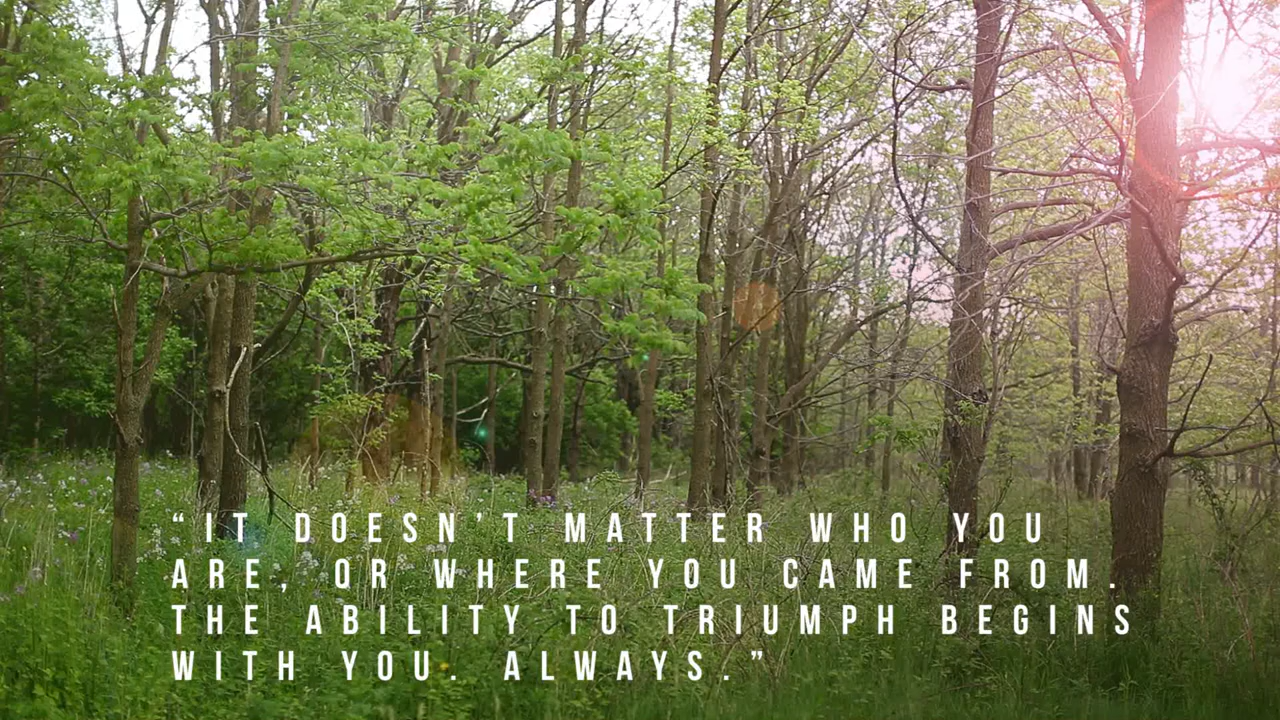 “IT DOESN’T MATTER WHO YOU
ARE, OR WHERE YOU CAME FROM.
THE ABILITY TO TRIUMPH BEGINS
WITH YOU. ALWAYS.”